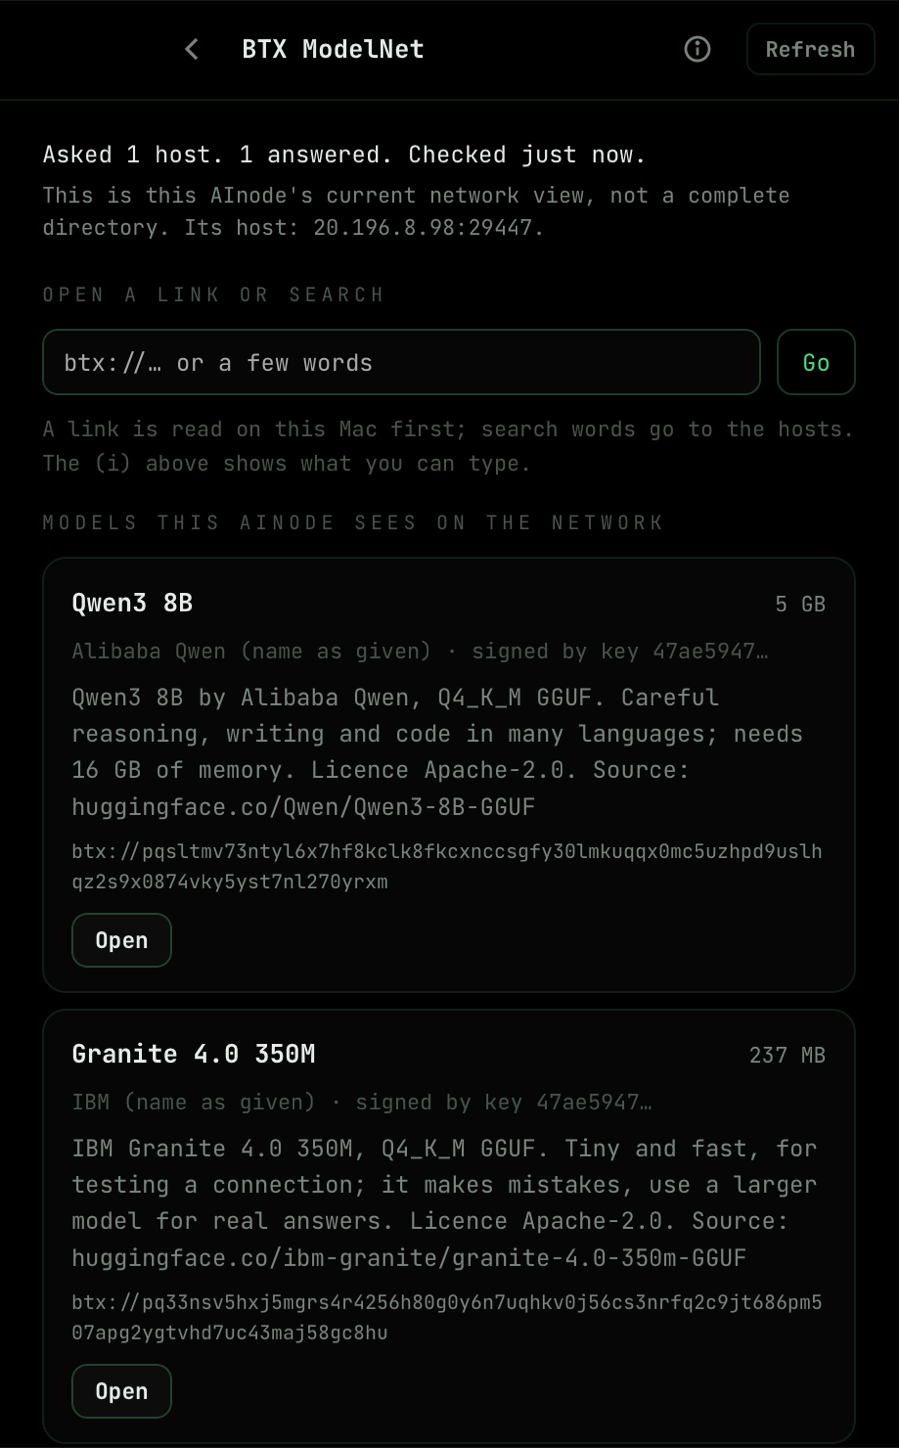 BTX ModelNet
Refresh
Asked 1 host. 1 answered. Checked just now.
This is this AInode's current network view, not a complete
directory. Its host: 20.196.8.98:29447.
OPEN A LINK OR SEARCH
btx://… or a few words
Go
A link is read on this Mac first; search words go to the hosts.
The (i) above shows what you can type.
MODELS THIS AINODE SEES ON THE NETWORK
Qwen3 8B
5 GB
Alibaba Qwen (name as given) · signed by key 47ae5947…
Qwen3 8B by Alibaba Qwen, Q4_K_M GGUF. Careful
reasoning, writing and code in many languages; needs
16 GB of memory. Licence Apache-2.0. Source:
huggingface.co/Qwen/Qwen3-8B-GGUF
btx://pqsltmv73ntyl6x7hf8kclk8fkcxnccsgfy30lmkuqqx0mc5uzhpd9uslh
qz2s9x0874vky5yst7nl270yrxm
Open
Granite 4.0 350M
237 MB
IBM (name as given) · signed by key 47ae5947…
IBM Granite 4.0 350M, Q4_K_M GGUF. Tiny and fast, for
testing a connection; it makes mistakes, use a larger
model for real answers. Licence Apache-2.0. Source:
huggingface.co/ibm-granite/granite-4.0-350m-GGUF
btx://pq33nsv5hxj5mgrs4r4256h80g0y6n7uqhkv0j56cs3nrfq2c9jt686pm5
07apg2ygtvhd7uc43maj58gc8hu
Open